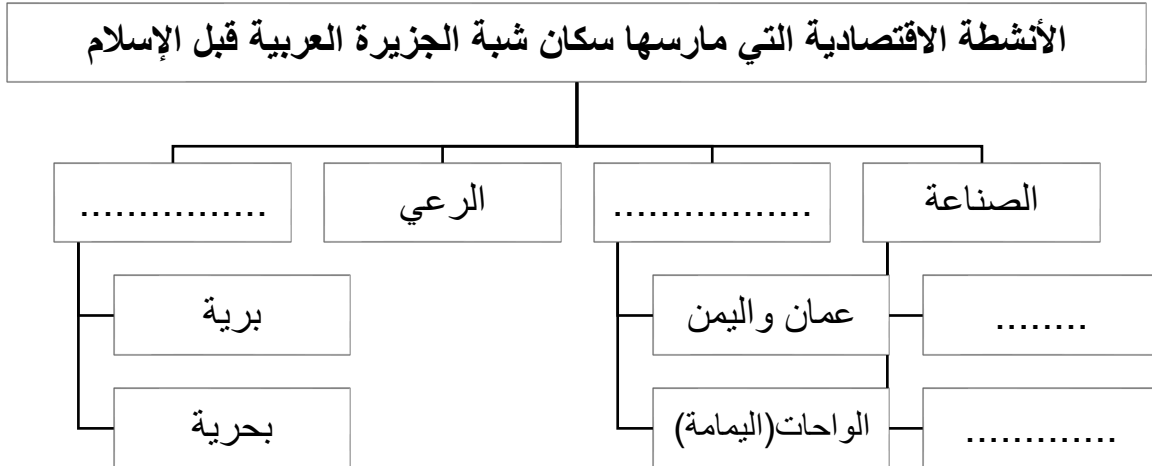 الأنشطة الاقتصادية التي مارسها سكان شبة الجزيرة العربية قبل الإسلام
الصناعة
.................
الرعي
................
........
عمان واليمن
برية
.............
الواحات(اليمامة)
بحرية